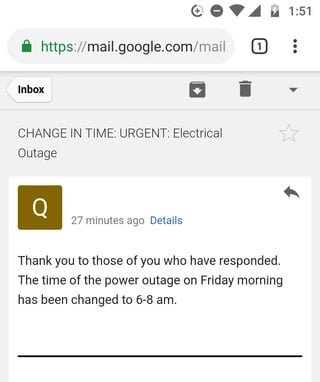 1:51
https://mail.google.com/mail
1
Inbox
CHANGE IN TIME: URGENT: Electrical
Outage
Q
27 minutes ago Details
Thank you to those of you who have responded.
The time of the power outage on Friday morning
has been changed to 6-8 am.